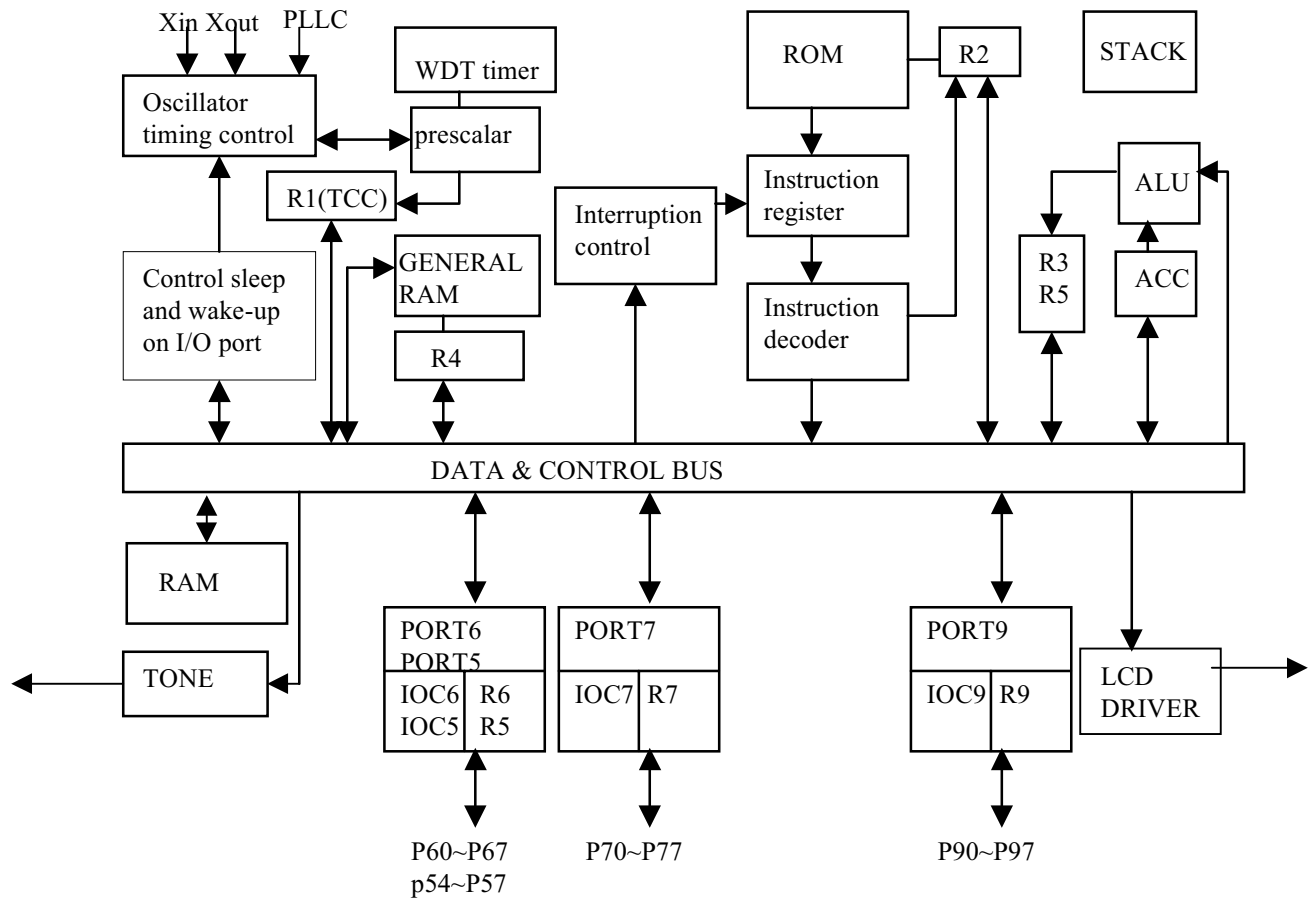 Xin Xout
PLLC
WDT timer
ROM
R2
STACK
Oscillator
timing control
prescalar
R1(TCC)
Interruption
control
Instruction
register
ALU
Control sleep
and wake-up
on I/O port
GENERAL
RAM
R4
Instruction
decoder
R3
R5
ACC
DATA & CONTROL BUS
RAM
TONE
PORT6
PORT5
IOC6
IOC5
R6
R5
PORT7
IOC7
R7
PORT9
IOC9
R9
LCD
DRIVER
P60~P67
p54~P57
P70~P77
P90~P97